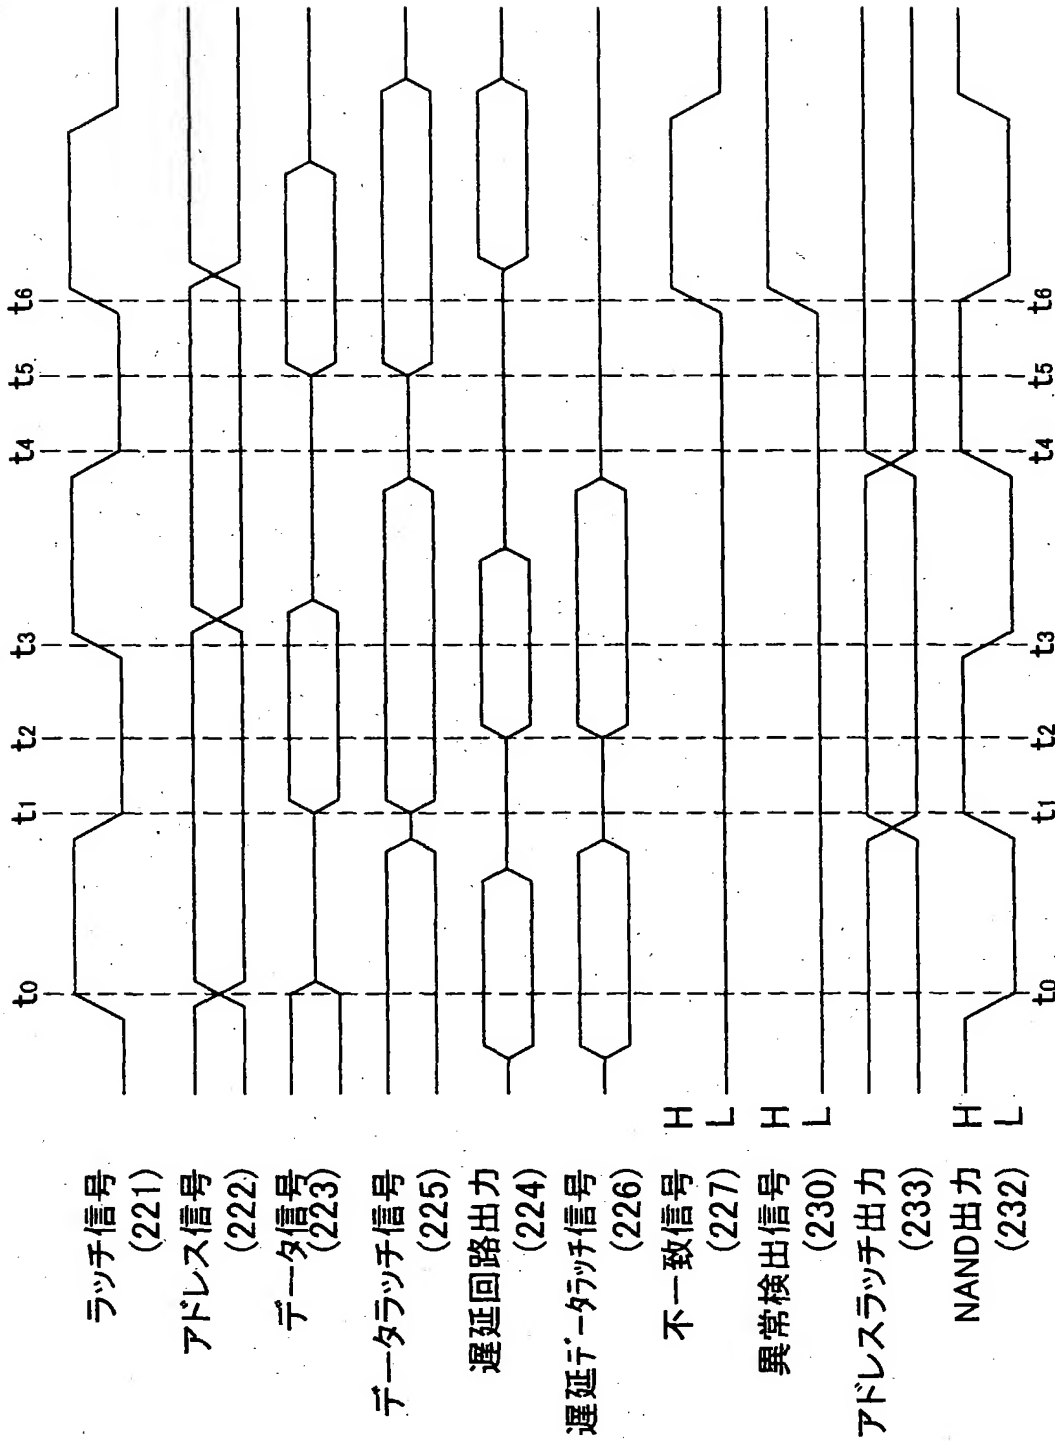 t0 t1 t2 t3 t4 t5 t6
ラッチ信号
(221)
アドレス信号
(222)
データ信号
(223)
データラッチ信号
(225)
遅延回路出力
(224)
遅延データラッチ信号
(226)
不一致信号
(227)
H
L
異常検出信号
(230)
H
L
アドレスラッチ出力
(233)
NAND出力
(232)
H
L
t0 t1 t2 t3 t4 t5 t6